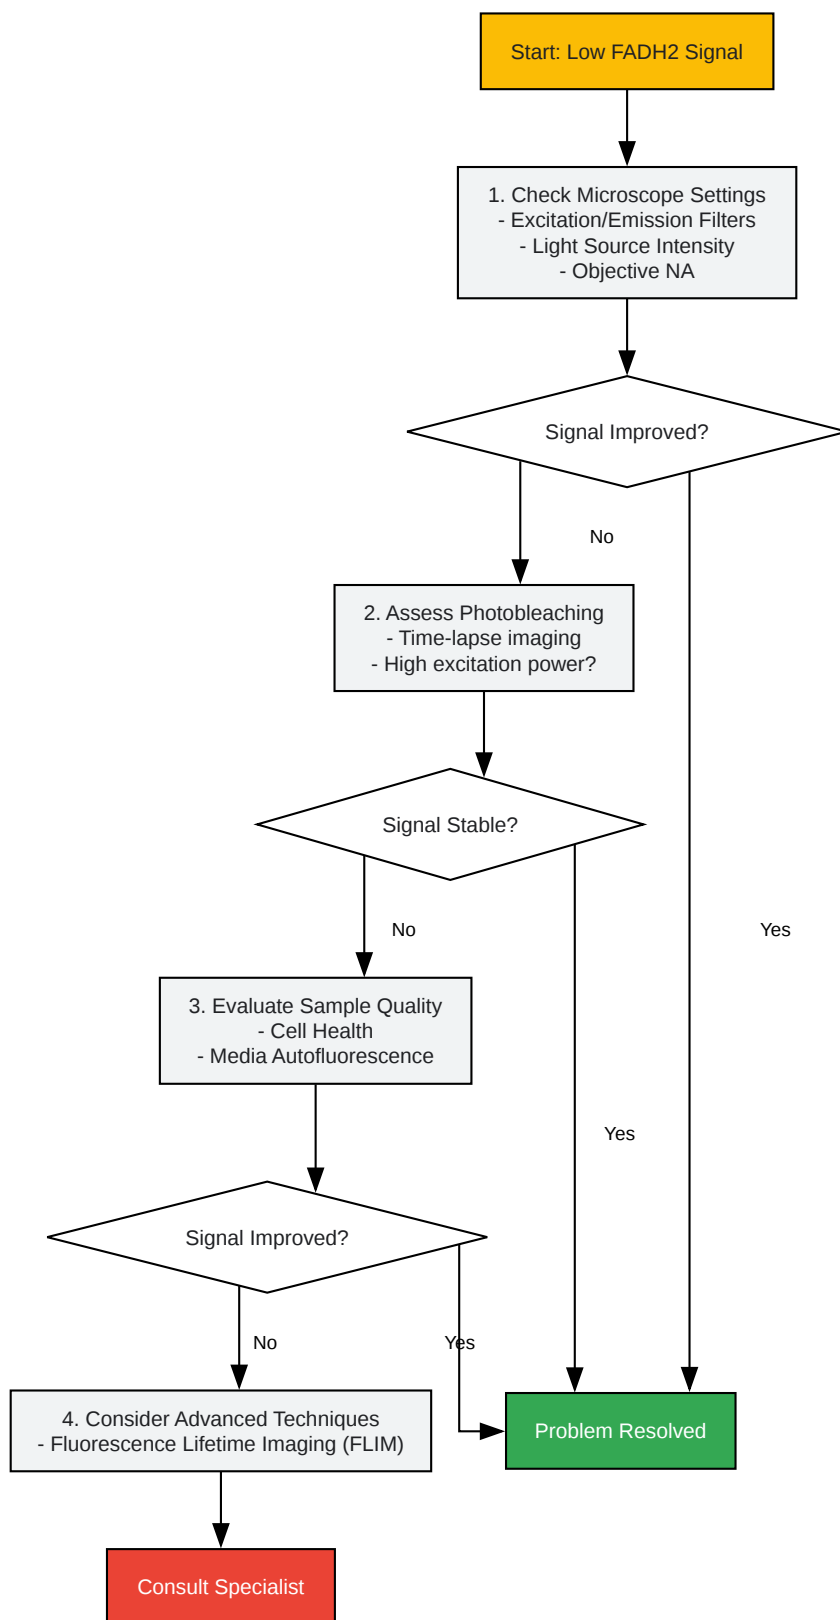 Start: Low FADH2 Signal
1. Check Microscope Settings
- Excitation/Emission Filters
- Light Source Intensity
- Objective NA
Signal Improved?
No
2. Assess Photobleaching
- Time-lapse imaging
- High excitation power?
Signal Stable?
No
Yes
3. Evaluate Sample Quality
- Cell Health
- Media Autofluorescence
Yes
Signal Improved?
No
Yes
4. Consider Advanced Techniques
- Fluorescence Lifetime Imaging (FLIM)
Problem Resolved
Consult Specialist